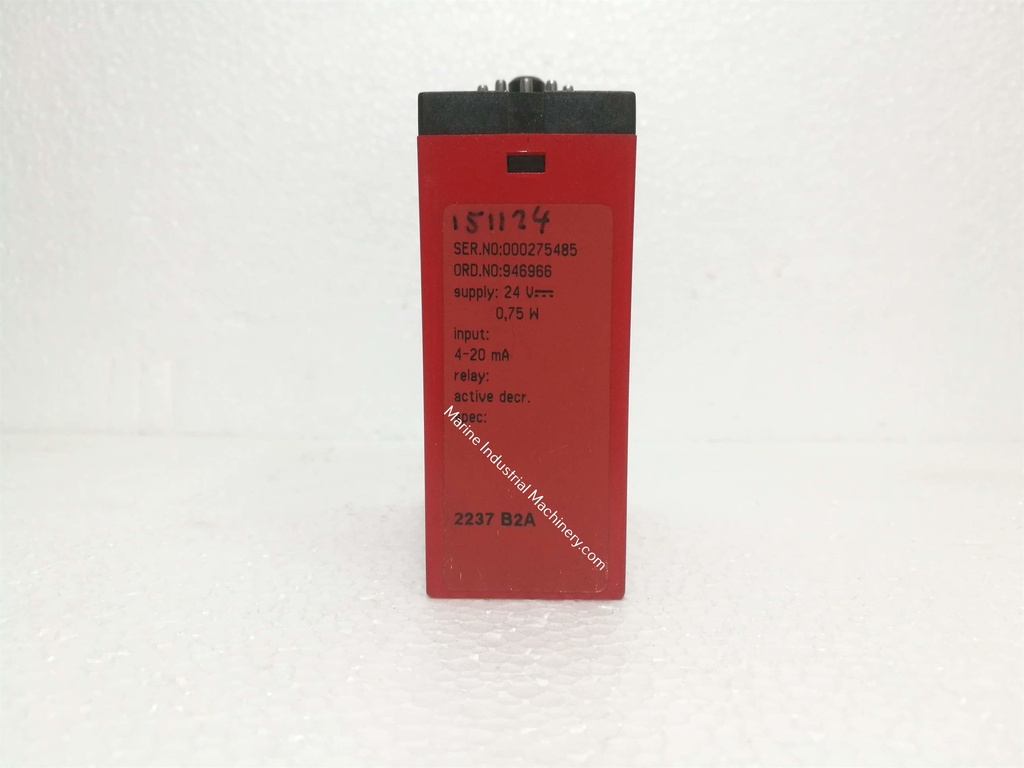 151124
SER.NO:000275485
ORD.NO:946966
supply: 24 V⎓
0,75 W
input:
4-20 mA
relay:
active decr.
spec:
Marine Industrial Machinery.com
2237 B2A